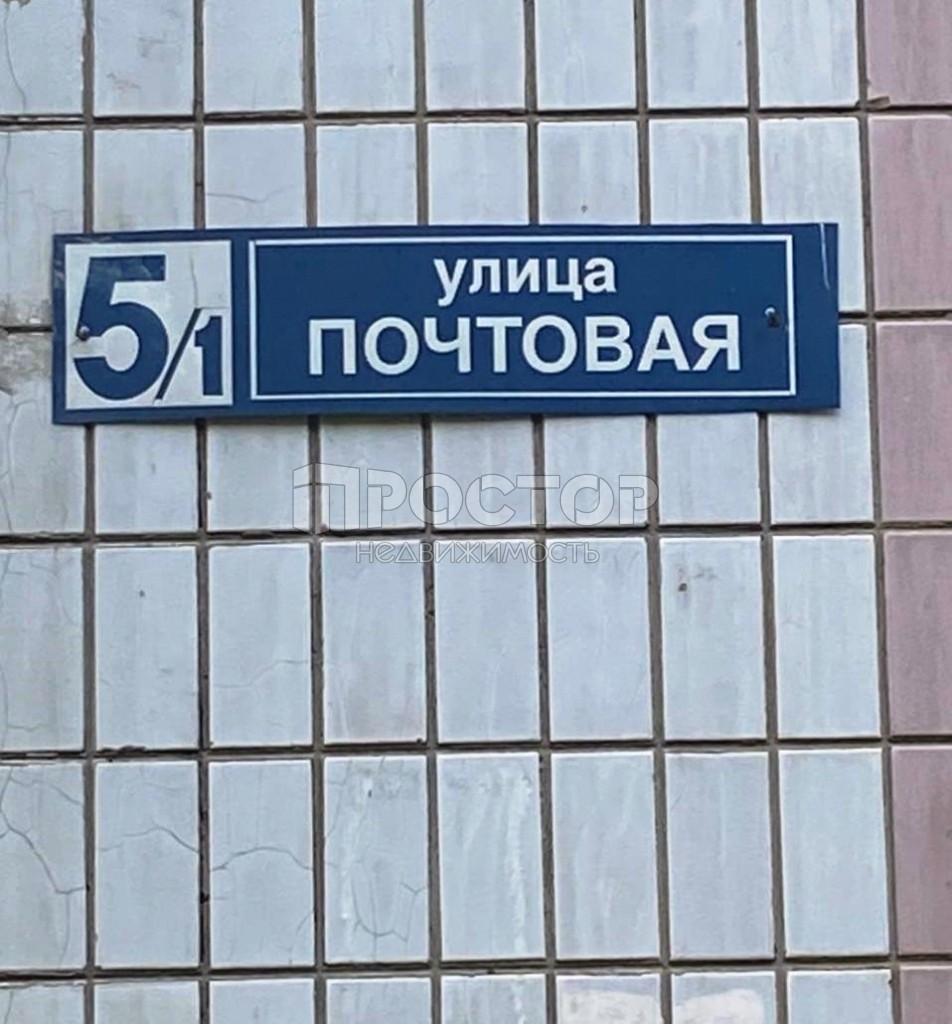 5/1
улица
ПОЧТОВАЯ
ПРОСТОР
недвижимость